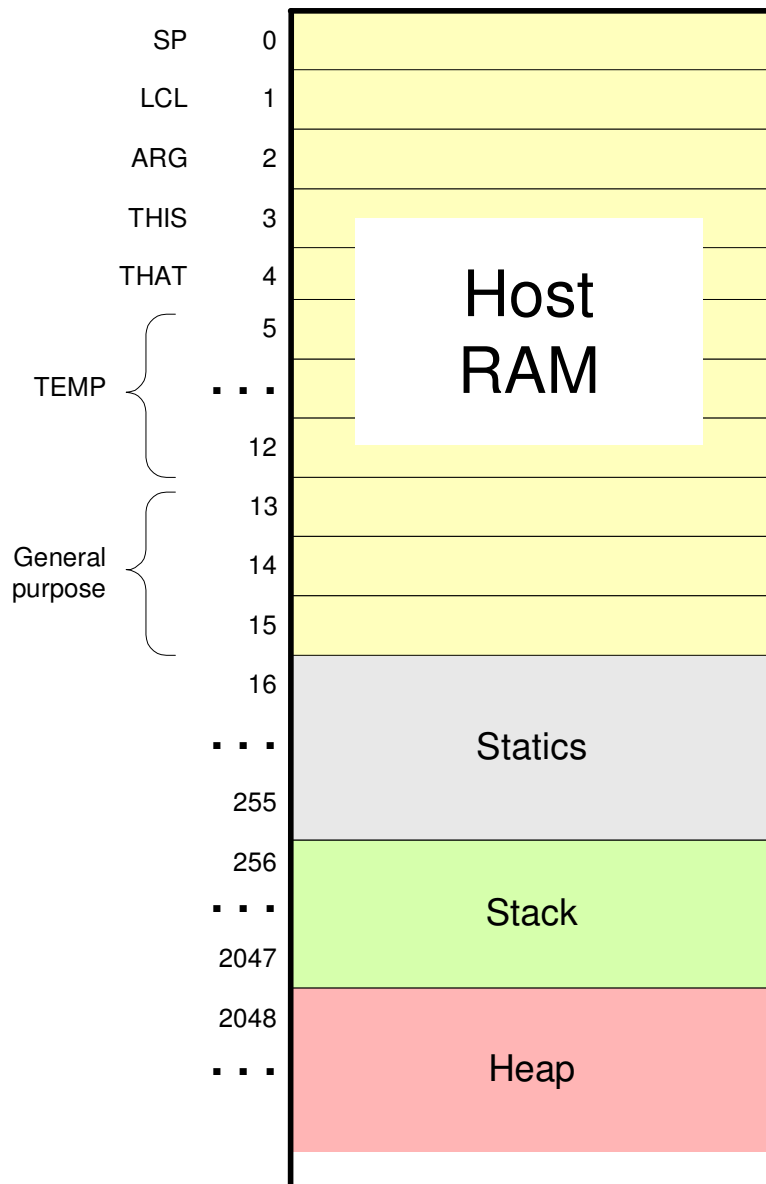 SP 0
LCL 1
ARG 2
THIS 3
THAT 4
Host
RAM
5
TEMP ...
12
13
General
purpose
14
15
16
... Statics
255
256
... Stack
2047
2048
... Heap